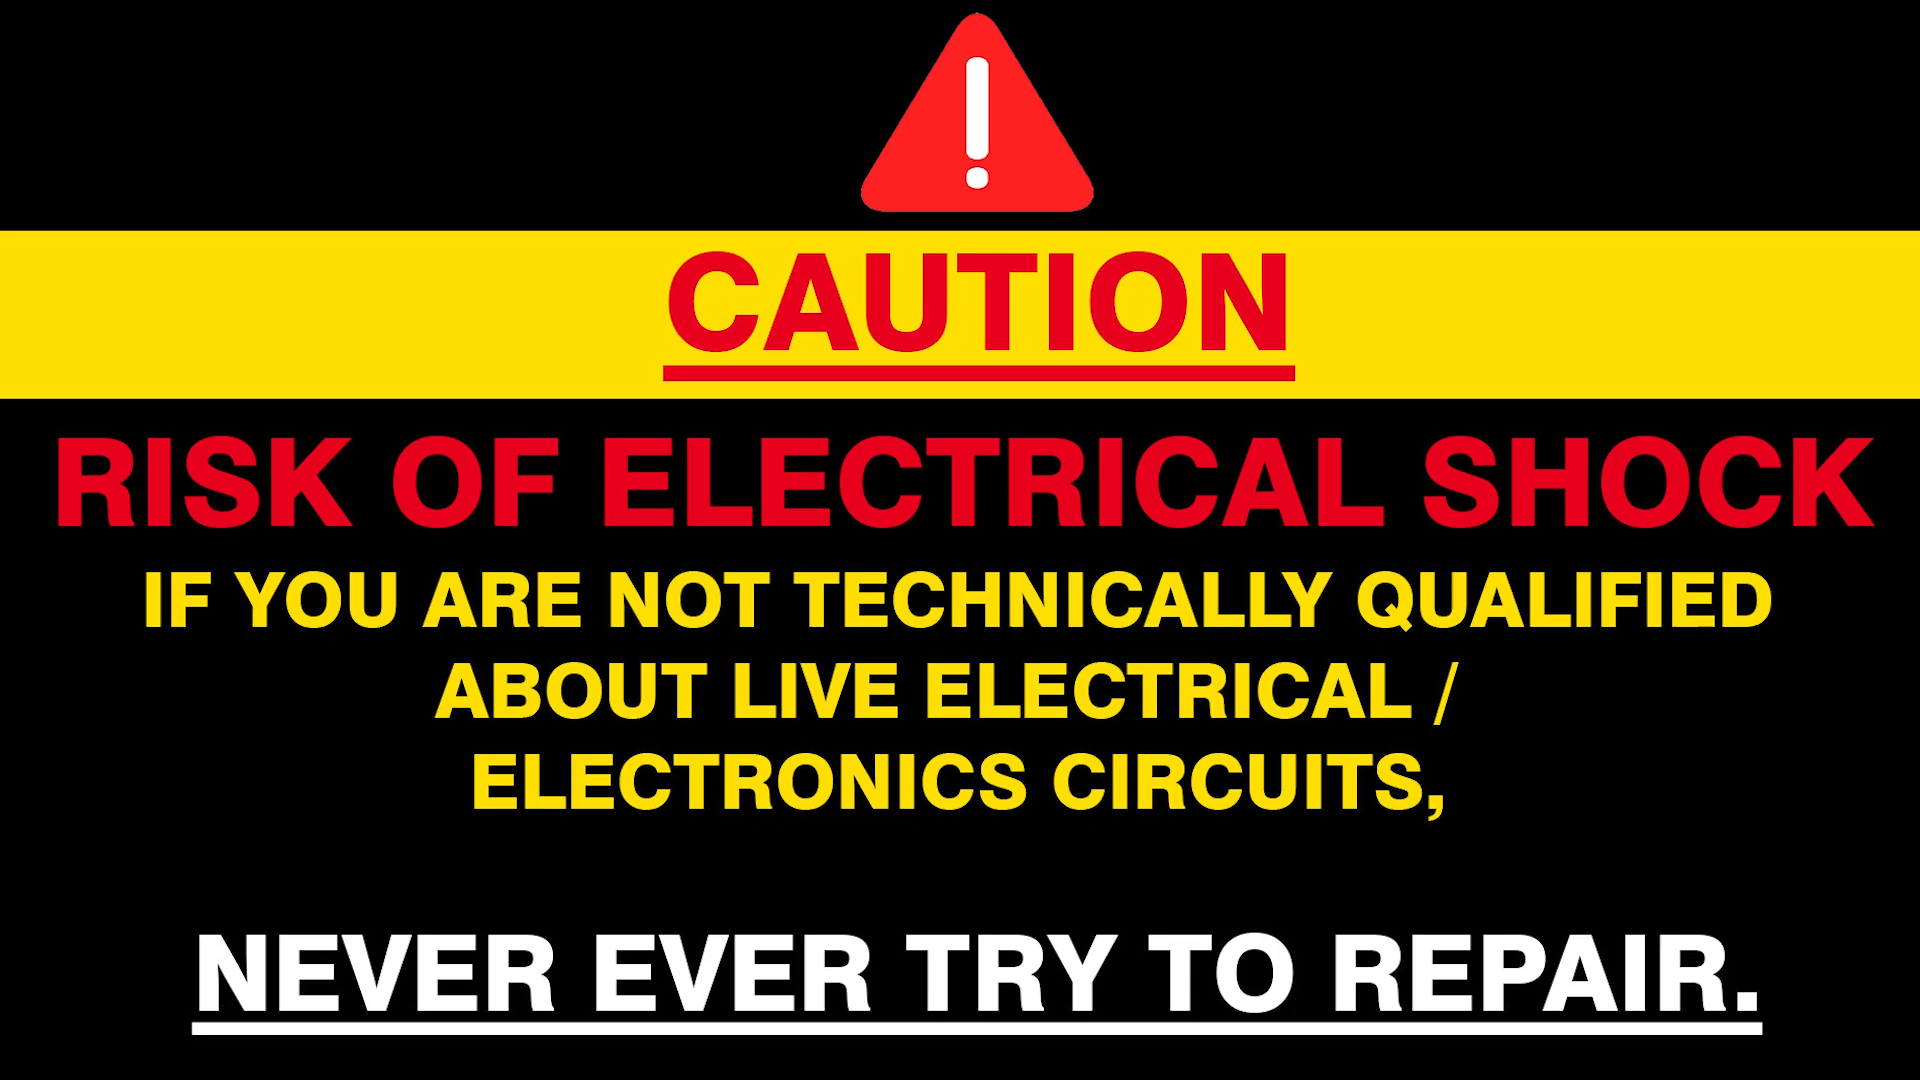 CAUTION
RISK OF ELECTRICAL SHOCK
IF YOU ARE NOT TECHNICALLY QUALIFIED
ABOUT LIVE ELECTRICAL /
ELECTRONICS CIRCUITS,
NEVER EVER TRY TO REPAIR.